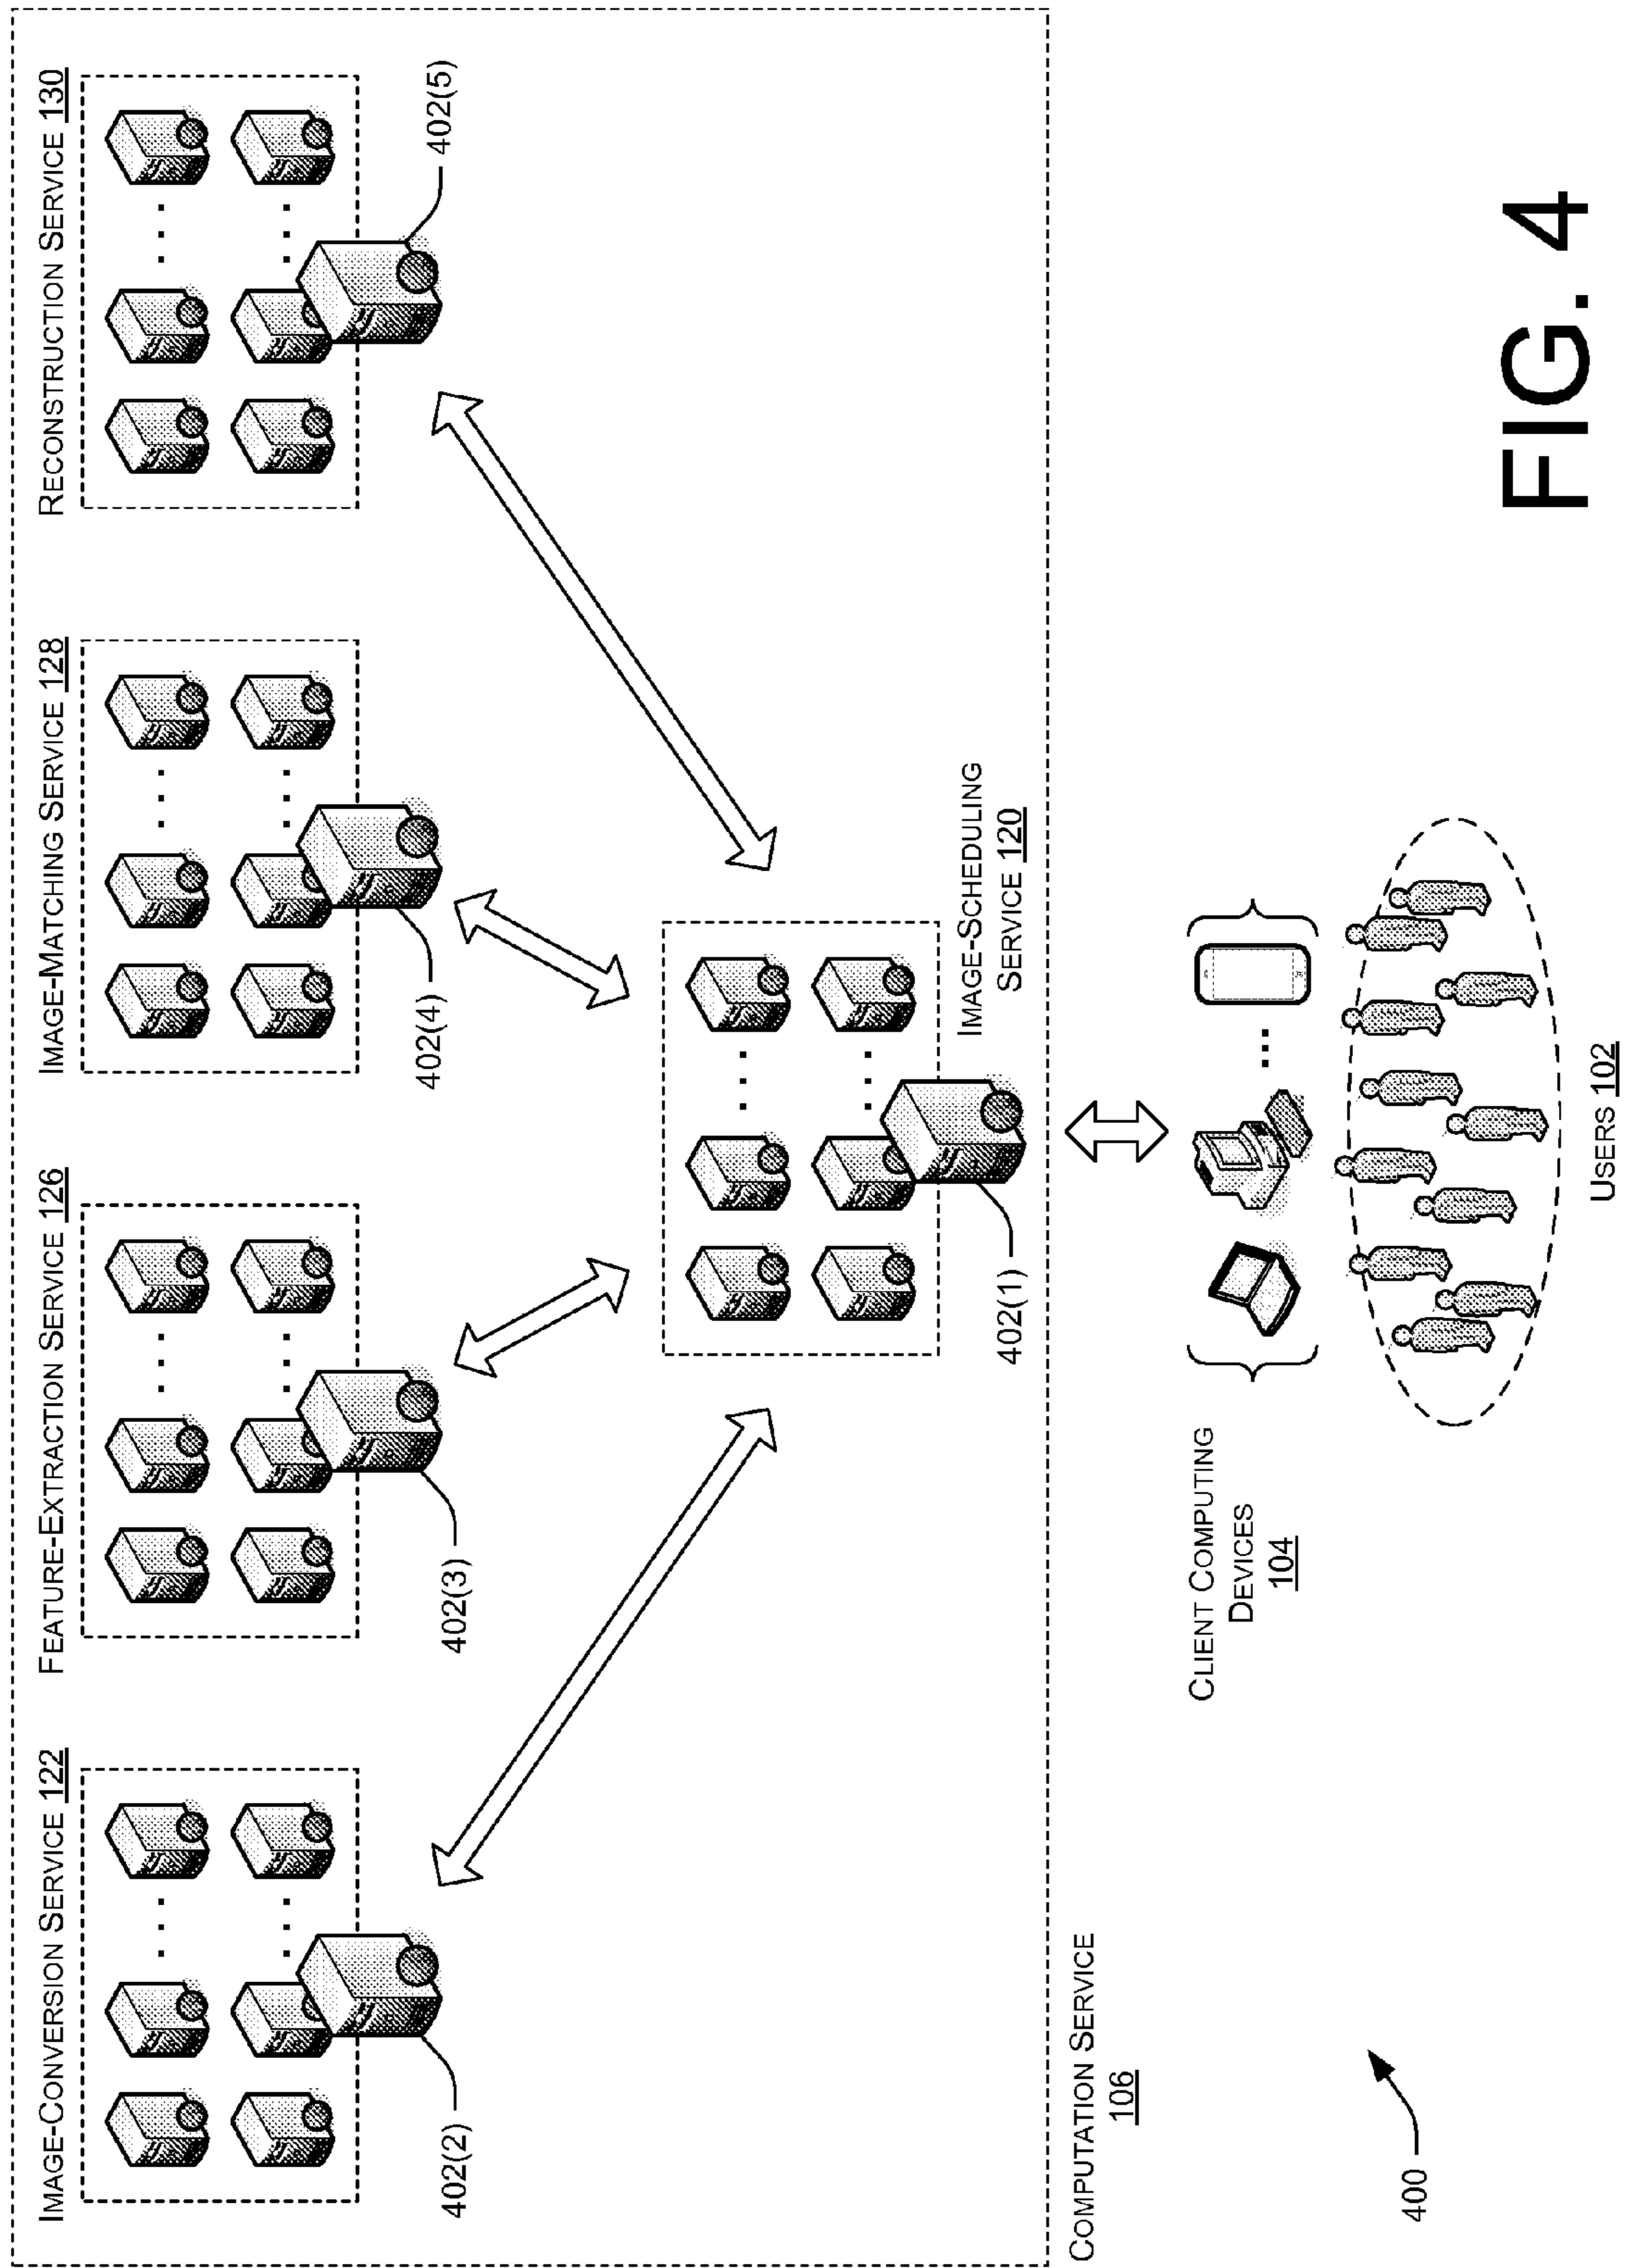 IMAGE-CONVERSION SERVICE 122
FEATURE-EXTRACTION SERVICE 126
IMAGE-MATCHING SERVICE 128
RECONSTRUCTION SERVICE 130
402(2)
402(3)
402(4)
402(5)
402(1)
IMAGE-SCHEDULING
SERVICE 120
COMPUTATION SERVICE
106
CLIENT COMPUTING
DEVICES
104
USERS 102
400
FIG. 4